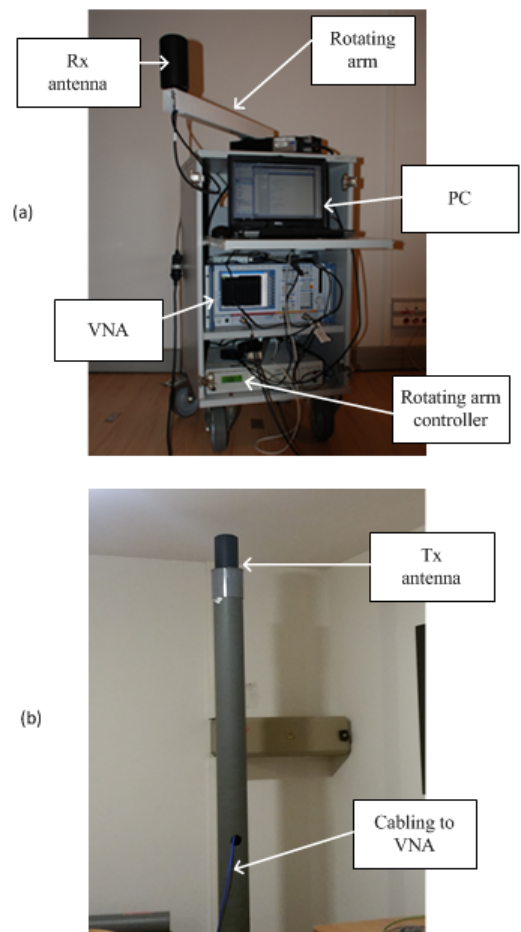 Rx
antenna
Rotating
arm
(a)
PC
VNA
Rotating arm
controller
Tx
antenna
(b)
Cabling to
VNA